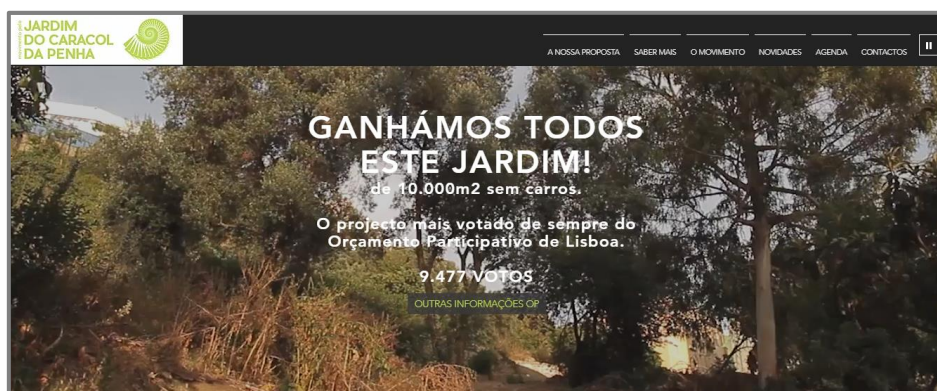 JARDIM
DO CARACOL
DA PENHA
A NOSSA PROPOSTA
SABER MAIS
O MOVIMENTO
NOVIDADES
AGENDA
CONTACTOS
GANHÁMOS TODOS
ESTE JARDIM!
de 10.000m2 sem carros.
O projecto mais votado de sempre do
Orçamento Participativo de Lisboa.
9.477 VOTOS
OUTRAS INFORMAÇÕES OP